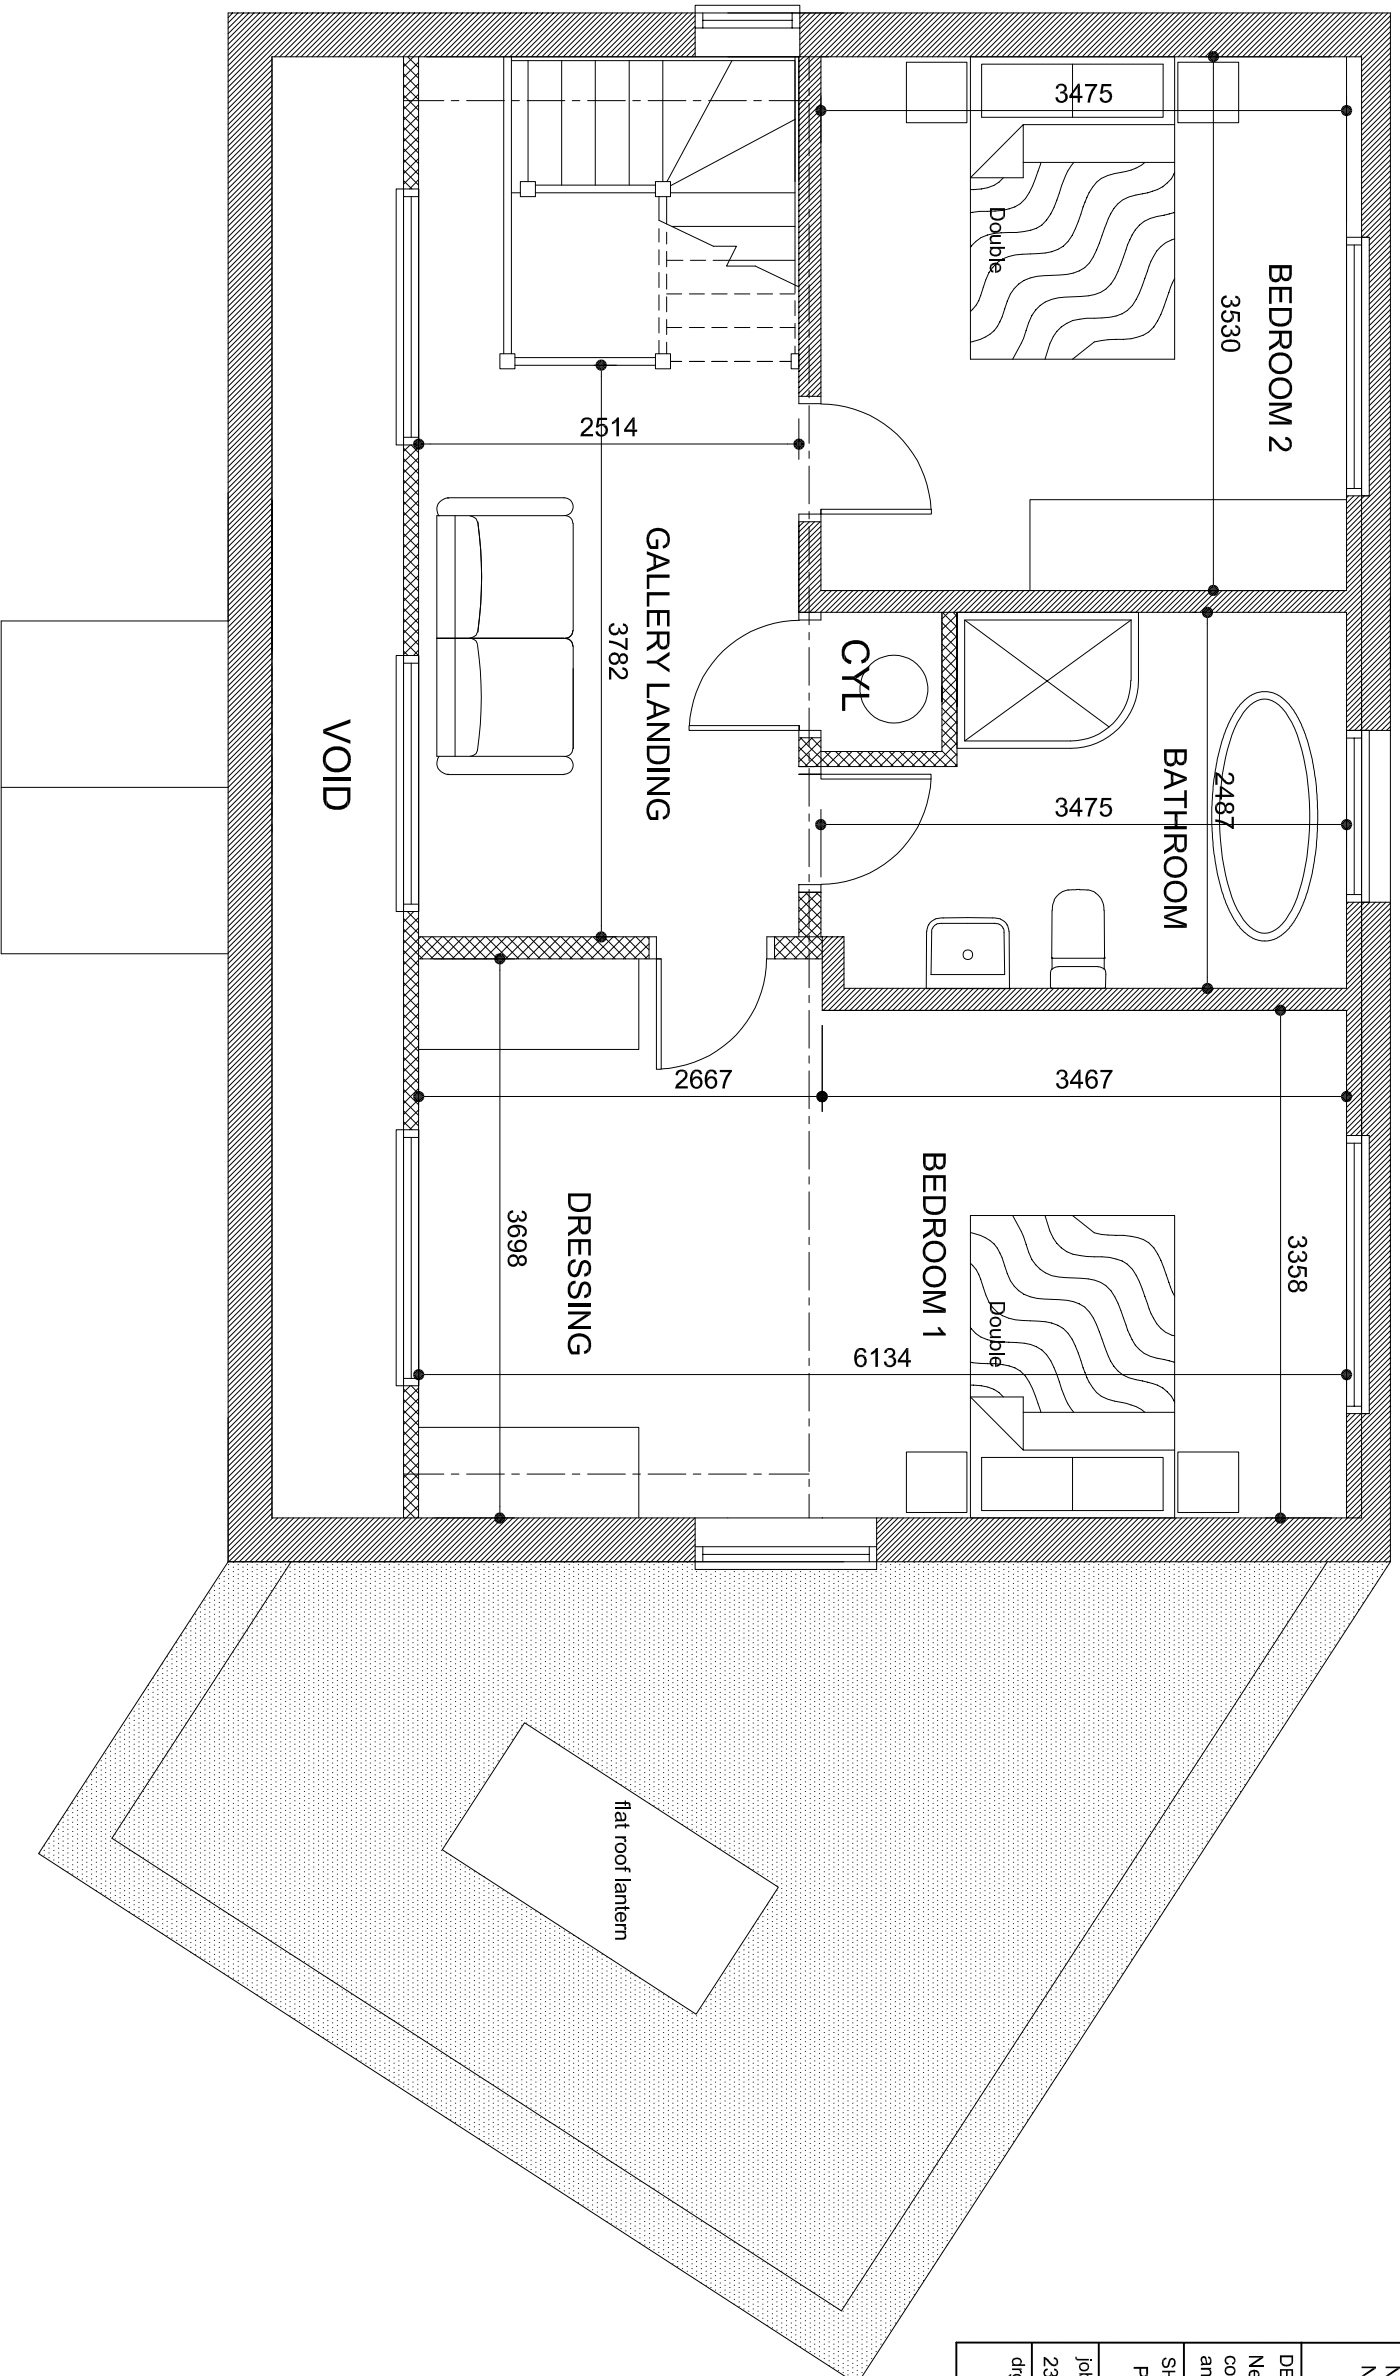 BEDROOM 2
3475
3530
Double
2514
GALLERY LANDING
3782
CYL
BATHROOM
3475
2487
VOID
2667
3467
BEDROOM 1
3358
Double
6134
DRESSING
3698
flat roof lantern